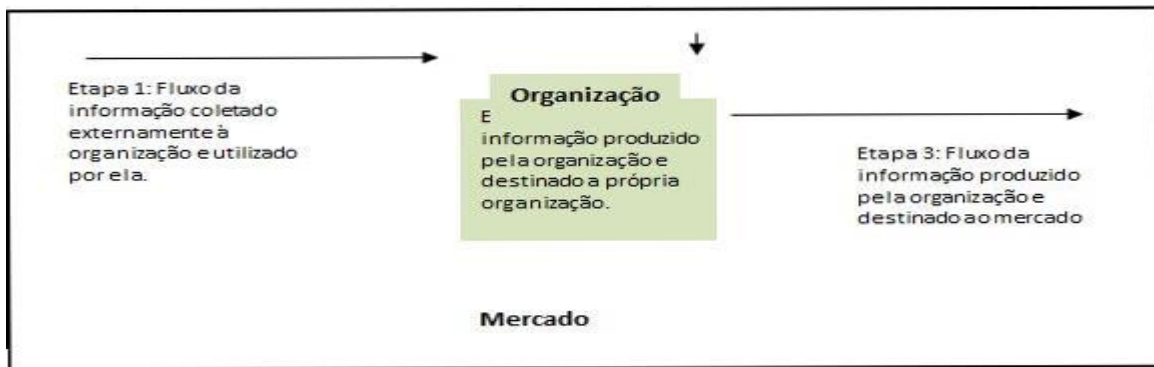 Etapa 1: Fluxo da
informação coletado
externamente à
organização e utilizado
por ela.
Organização
E
informação produzido
pela organização e
destinado a própria
organização.
Etapa 3: Fluxo da
informação produzido
pela organização e
destinado ao mercado
Mercado